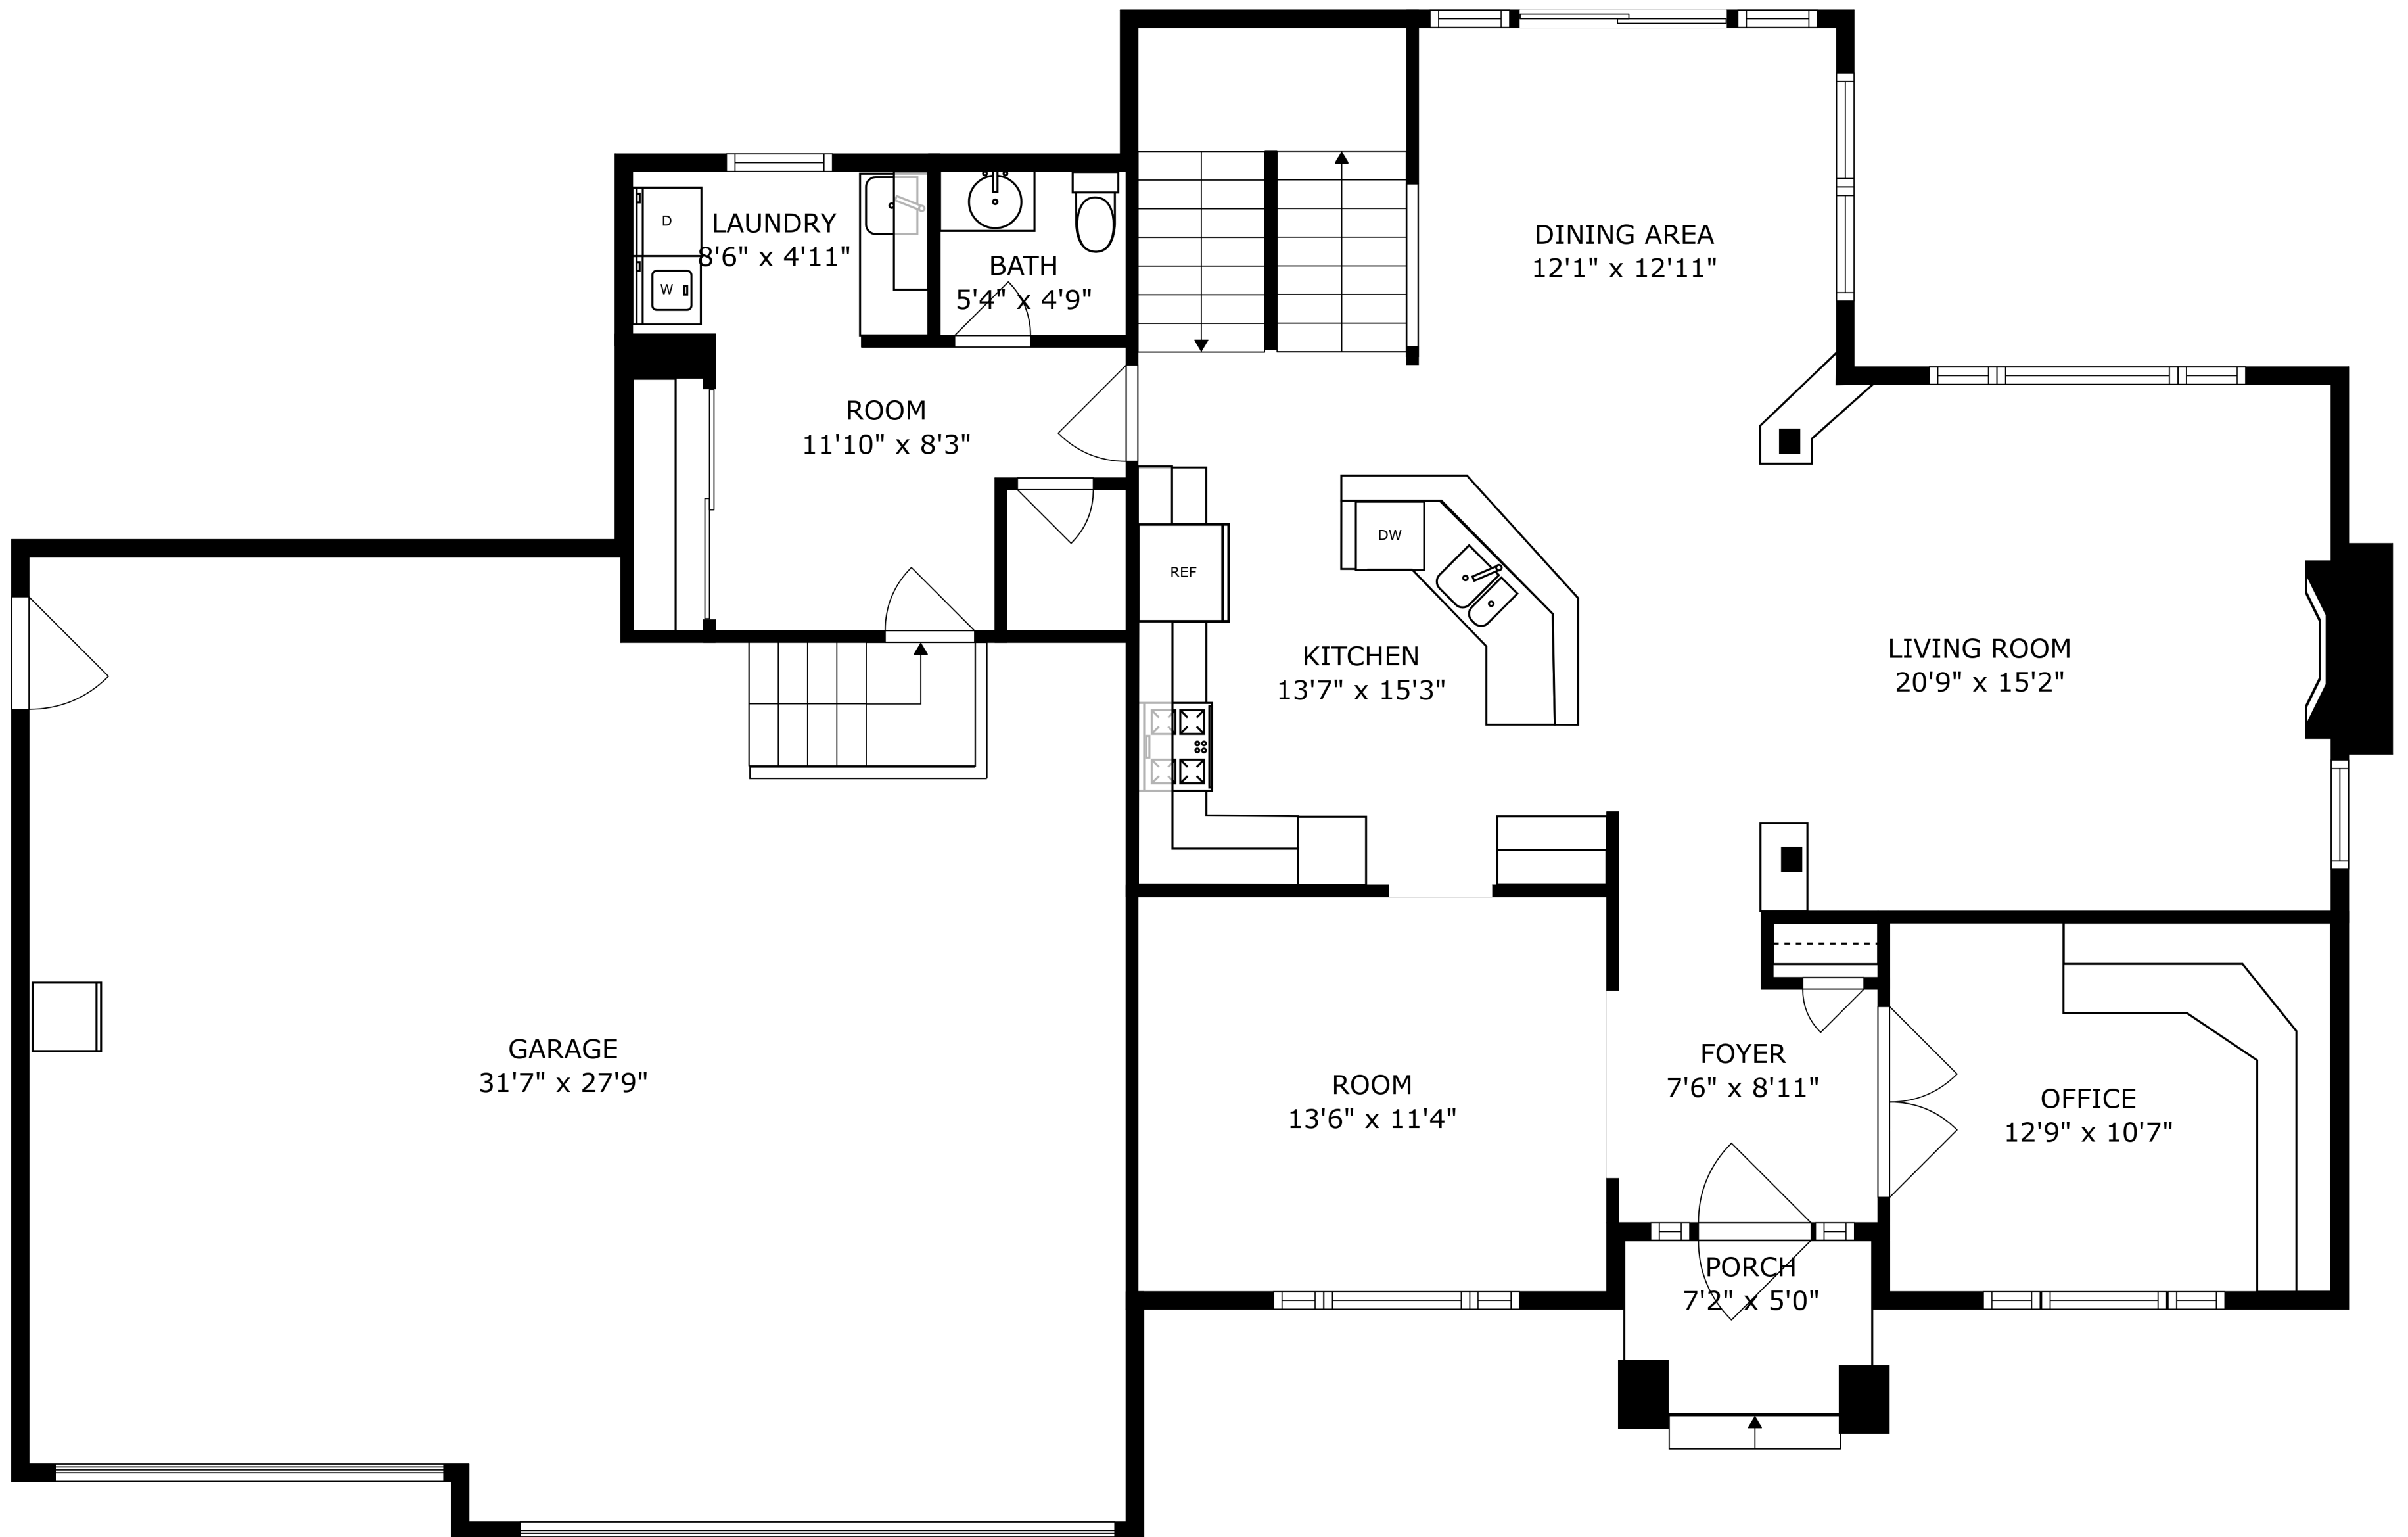 LAUNDRY
8'6" x 4'11"
D
W
BATH
5'4" x 4'9"
DINING AREA
12'1" x 12'11"
ROOM
11'10" x 8'3"
REF
DW
KITCHEN
13'7" x 15'3"
LIVING ROOM
20'9" x 15'2"
GARAGE
31'7" x 27'9"
ROOM
13'6" x 11'4"
FOYER
7'6" x 8'11"
OFFICE
12'9" x 10'7"
PORCH
7'2" x 5'0"